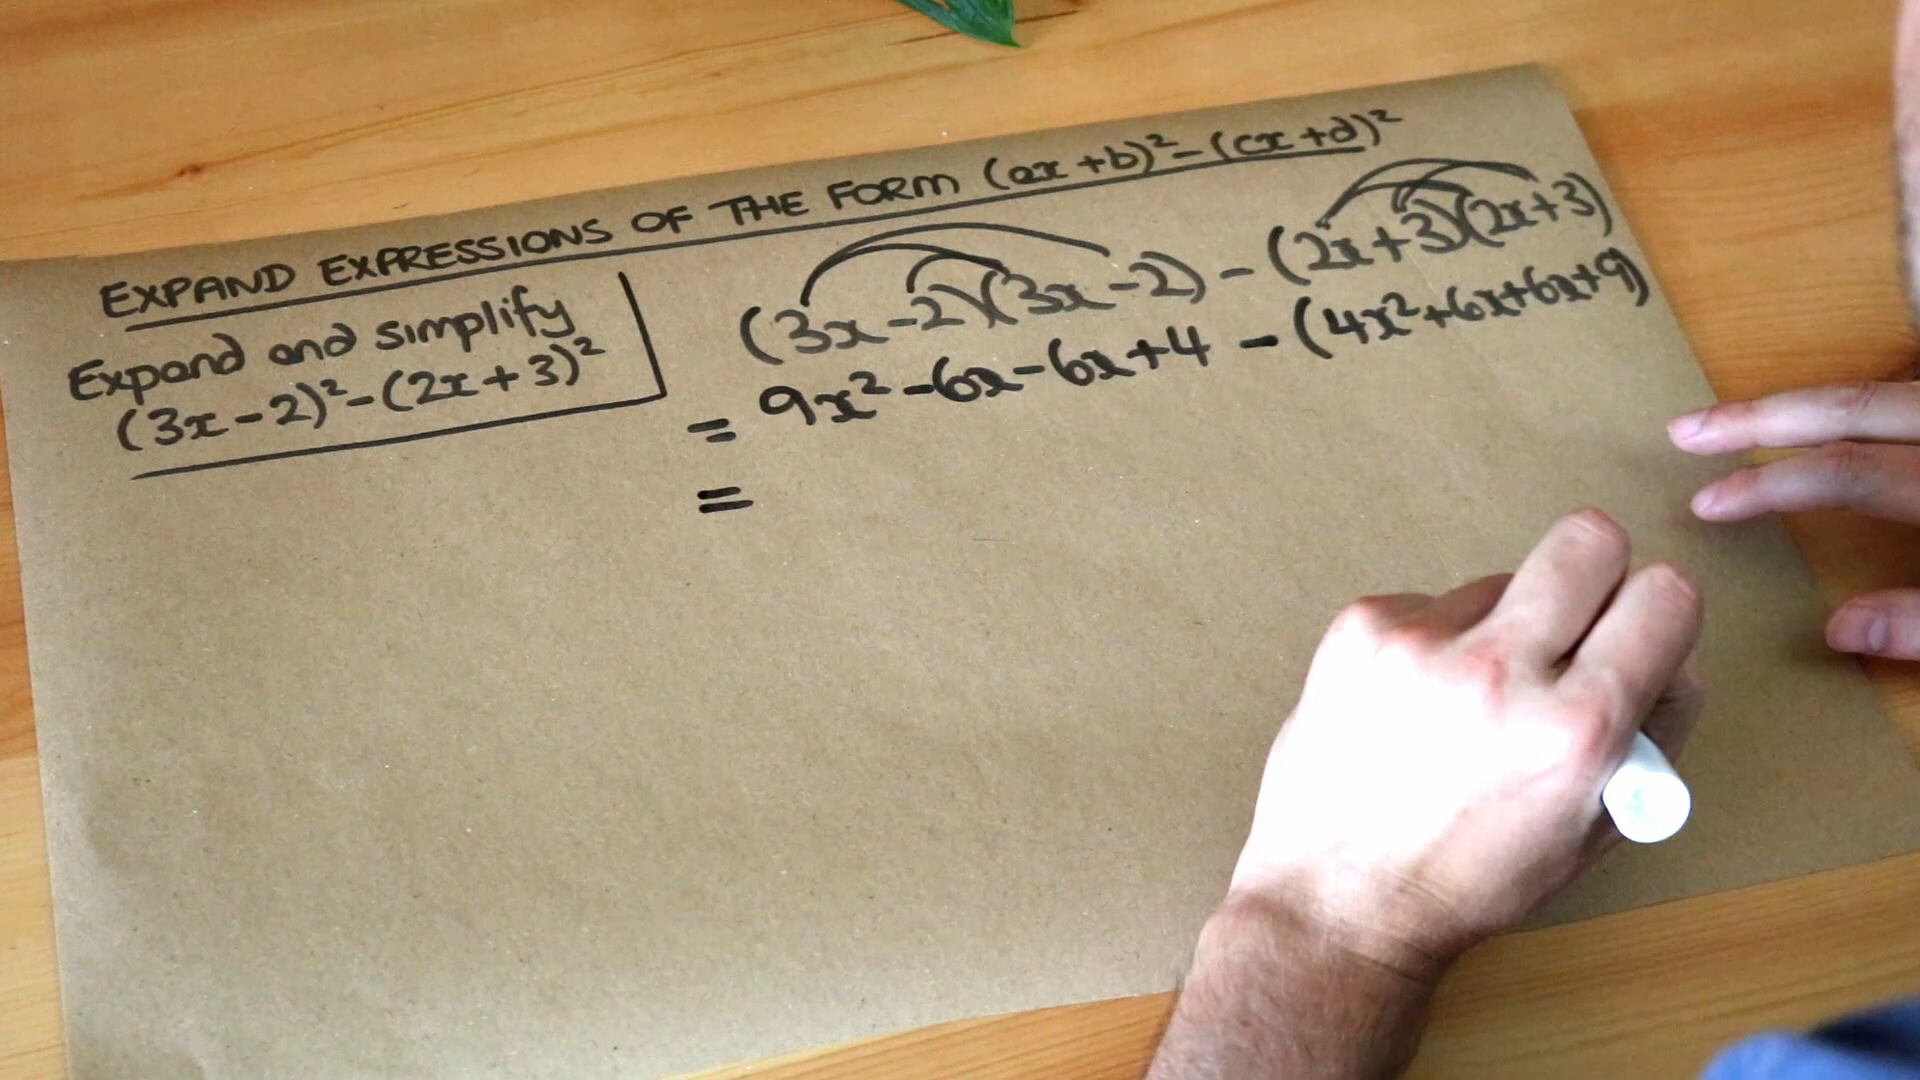 EXPAND EXPRESSIONS OF THE FORM (ax+b)²-(cx+d)²
Expand and simplify
(3x-2)²-(2x+3)²
(3x-2)(3x-2)-(2x+3)(2x+3)
= 9x²-6x-6x+4-(4x²+6x+6x+9)
=